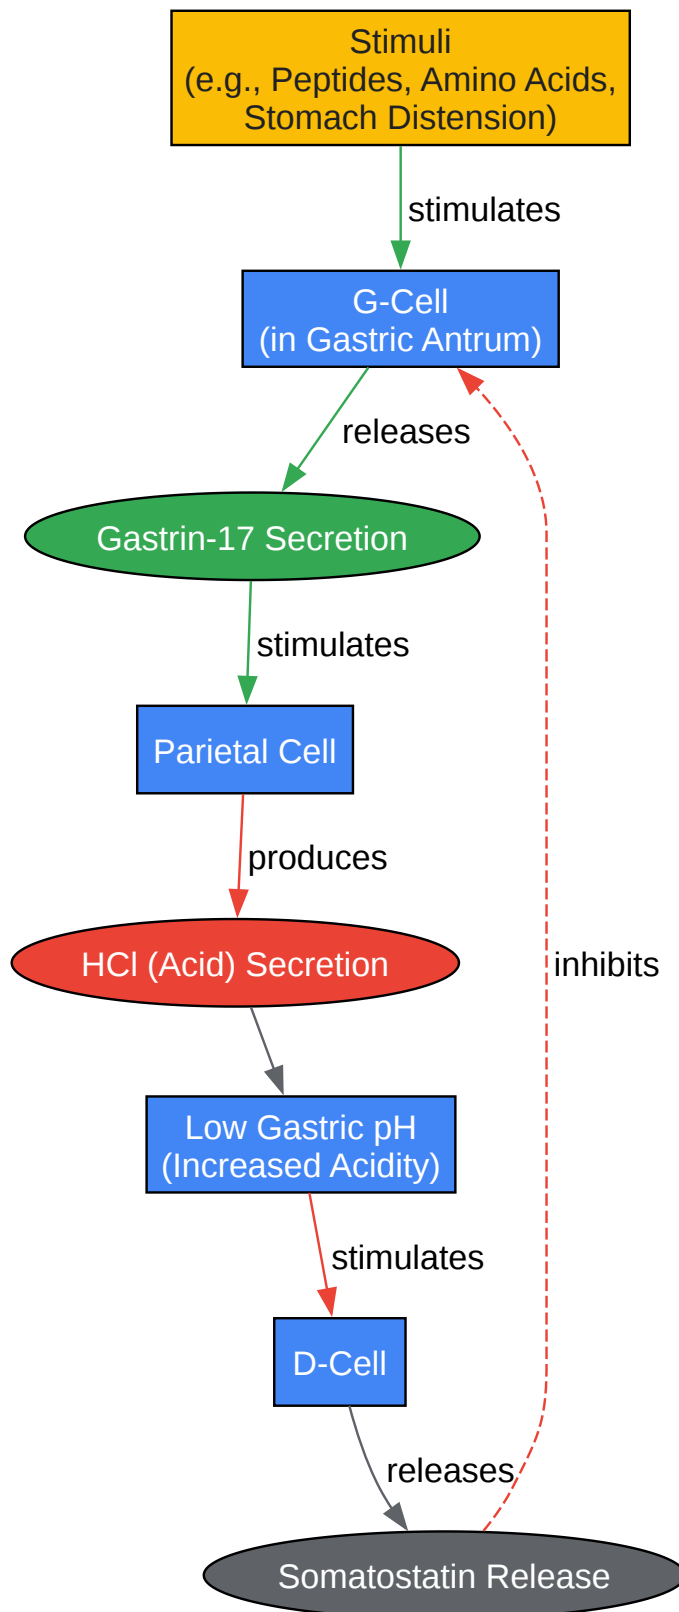 Stimuli
(e.g., Peptides, Amino Acids,
Stomach Distension)
stimulates
G-Cell
(in Gastric Antrum)
releases
Gastrin-17 Secretion
stimulates
Parietal Cell
produces
HCl (Acid) Secretion
inhibits
Low Gastric pH
(Increased Acidity)
stimulates
D-Cell
releases
Somatostatin Release